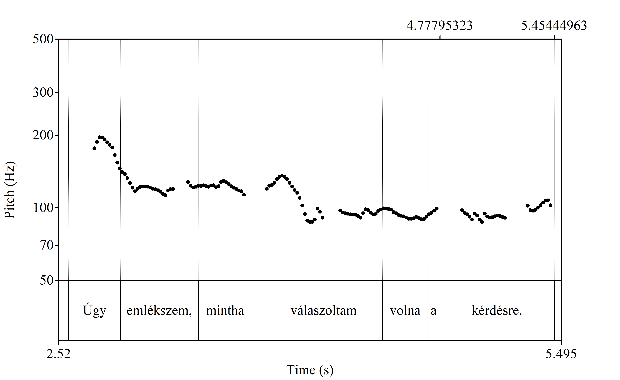 4.77795323 5.45444963
500
300
200
100
70
50
Pitch (Hz)
Úgy emlékszem, mintha válaszoltam volna a kérdésre.
2.52 5.495
Time (s)